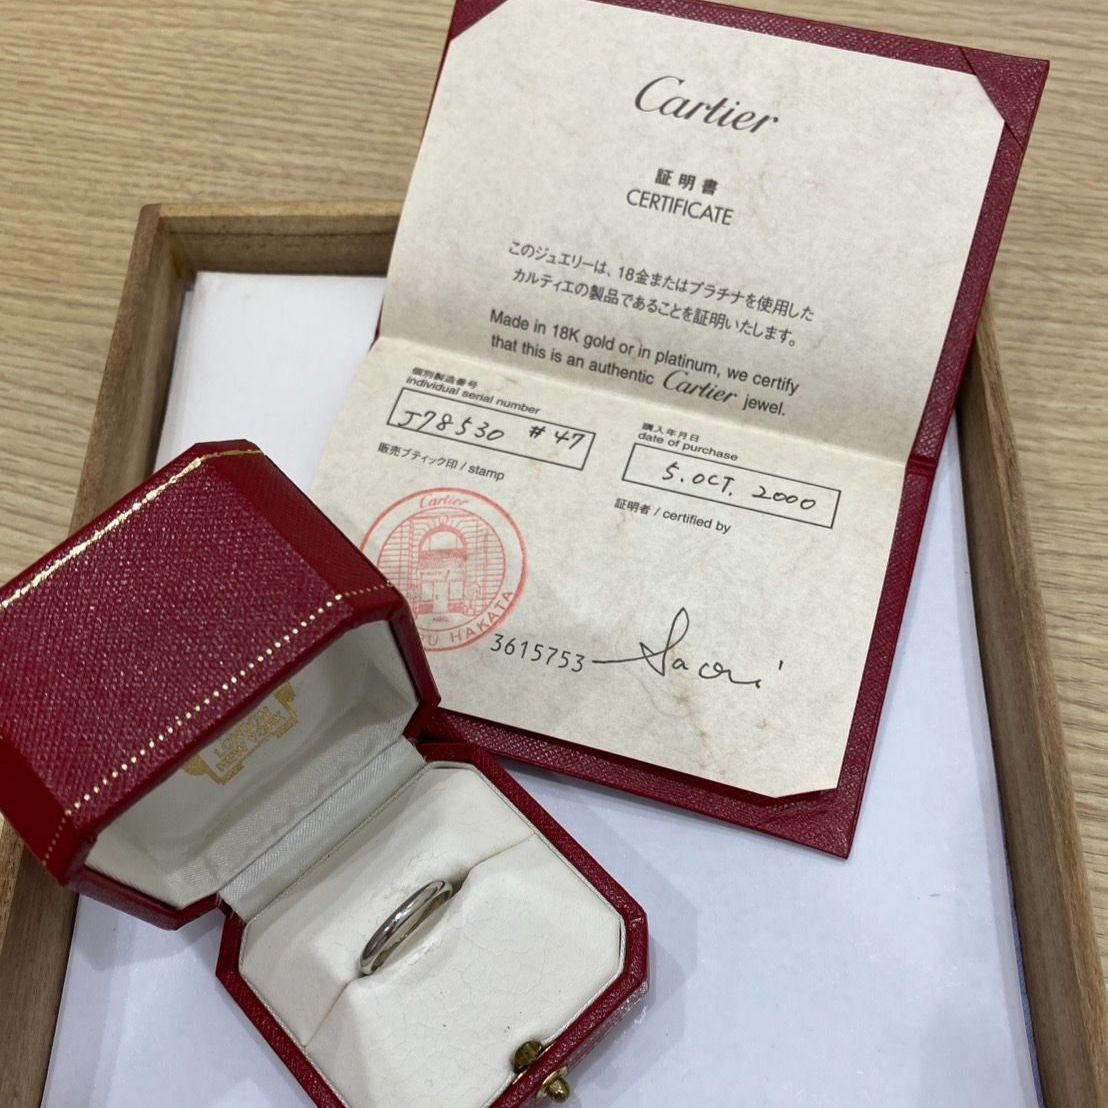 Cartier
証明書
CERTIFICATE
このジュエリーは、18金またはプラチナを使用した
カルティエの製品であることを証明いたします。
Made in 18K gold or in platinum, we certify
that this is an authentic Cartier jewel.
個別製造番号
individual serial number
J78530 #47
購入年月日
date of purchase
5. OCT. 2000
販売ブティック印 / stamp
証明者 / certified by
Cartier
HAKATA
3615753
Saori
LONDON
NEW YORK